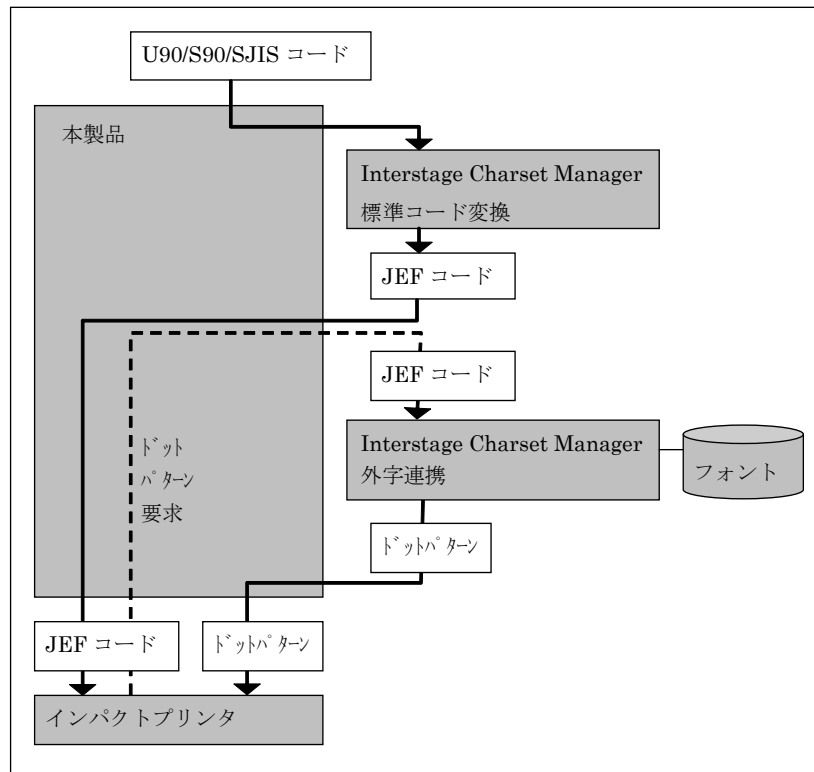 U90/S90/SJIS コード
本製品
Interstage Charset Manager
標準コード変換
JEF コード
JEF コード
ﾄﾞｯﾄ
ﾊﾟﾀｰﾝ
要求
Interstage Charset Manager
外字連携
フォント
ﾄﾞｯﾄﾊﾟﾀｰﾝ
JEF コード
ﾄﾞｯﾄﾊﾟﾀｰﾝ
インパクトプリンタ